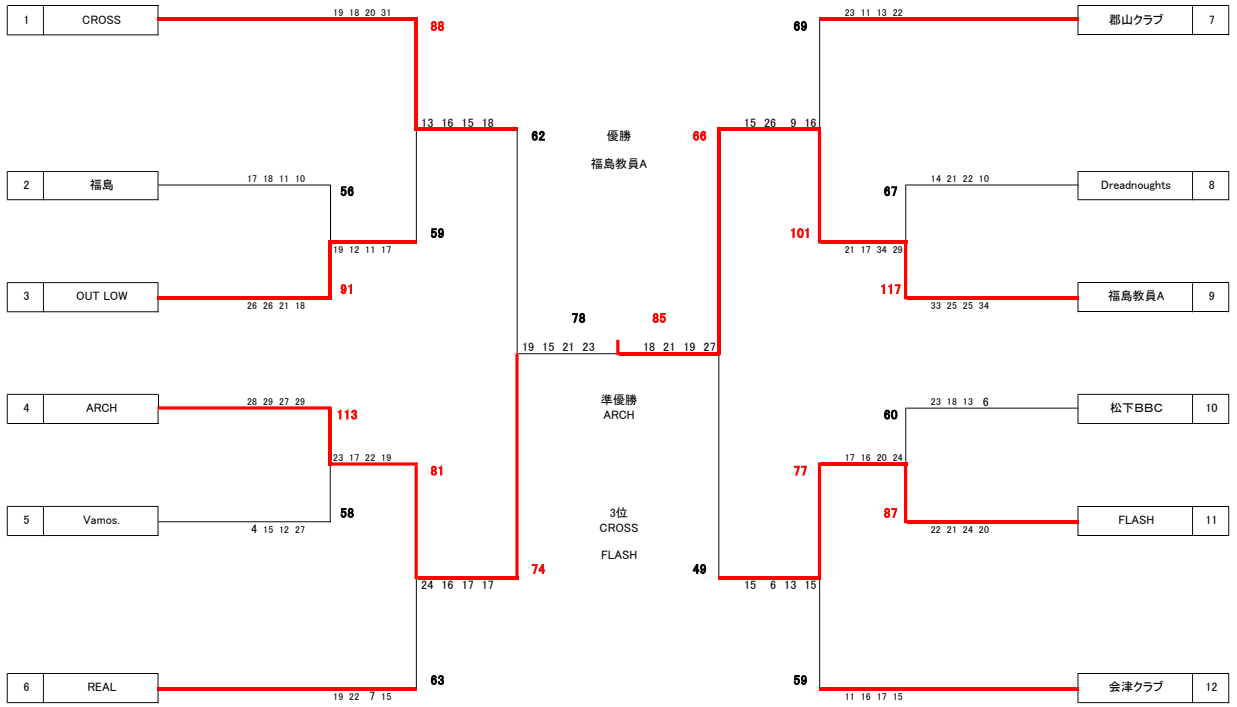 1 CROSS 19 18 20 31 88
69 23 11 13 22 郡山クラブ 7
13 16 15 18 62 優勝 66 15 26 9 16
福島教員A
2 福島 17 18 11 10 56
67 14 21 22 10 Dreadnoughts 8
19 12 11 17 59
101 21 17 34 29
3 OUT LOW 26 26 21 18 91
117 33 25 25 34 福島教員A 9
78 85
19 15 21 23 18 21 19 27
4 ARCH 28 29 27 29 113
準優勝
ARCH
60 23 18 13 6 松下BBC 10
23 17 22 19 81
77 17 16 20 24
5 Vamos. 4 15 12 27 58
3位
CROSS
FLASH
87 22 21 24 20 FLASH 11
24 16 17 17 74
49 15 6 13 15
6 REAL 19 22 7 15 63
59 11 16 17 15 会津クラブ 12